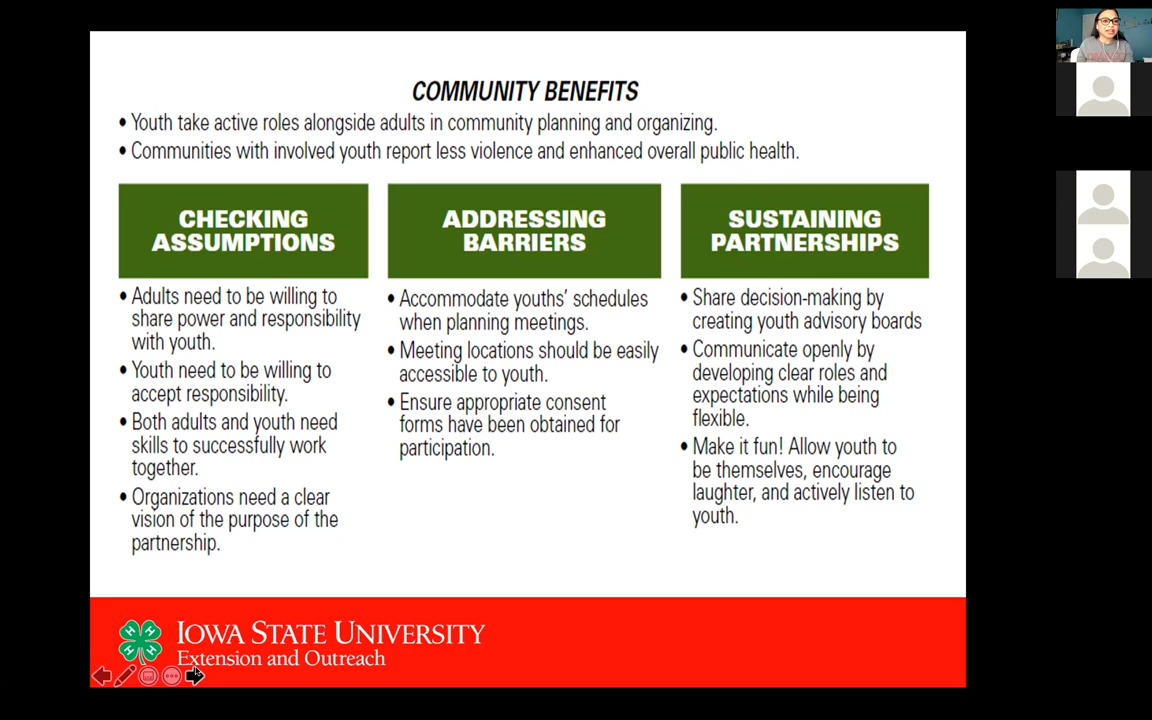 COMMUNITY BENEFITS
• Youth take active roles alongside adults in community planning and organizing.
• Communities with involved youth report less violence and enhanced overall public health.
CHECKING
ASSUMPTIONS
• Adults need to be willing to
share power and responsibility
with youth.
• Youth need to be willing to
accept responsibility.
• Both adults and youth need
skills to successfully work
together.
• Organizations need a clear
vision of the purpose of the
partnership.
ADDRESSING
BARRIERS
• Accommodate youths' schedules
when planning meetings.
• Meeting locations should be easily
accessible to youth.
• Ensure appropriate consent
forms have been obtained for
participation.
SUSTAINING
PARTNERSHIPS
• Share decision-making by
creating youth advisory boards
• Communicate openly by
developing clear roles and
expectations while being
flexible.
• Make it fun! Allow youth to
be themselves, encourage
laughter, and actively listen to
youth.
H H
H H
IOWA STATE UNIVERSITY
Extension and Outreach